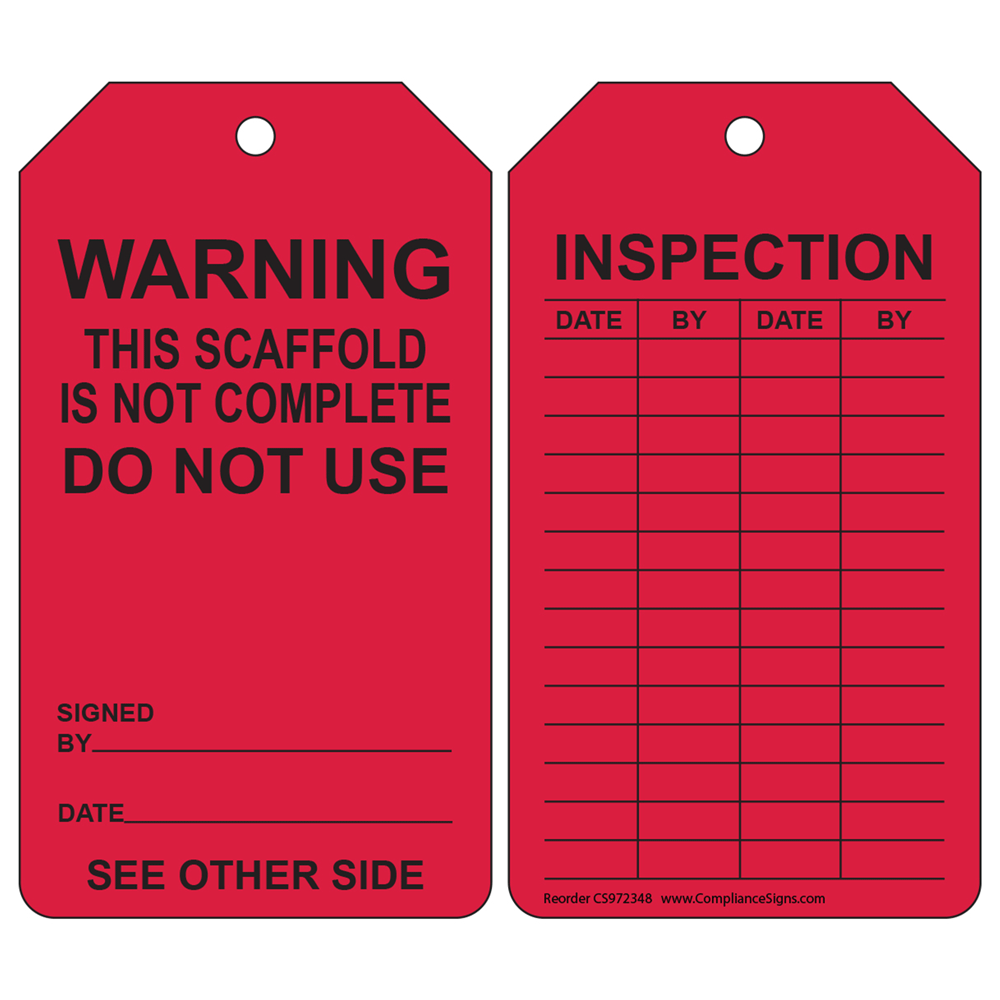 WARNING
THIS SCAFFOLD
IS NOT COMPLETE
DO NOT USE
SIGNED
BY
DATE
SEE OTHER SIDE
INSPECTION
DATE BY DATE BY
Reorder CS972348 www.ComplianceSigns.com